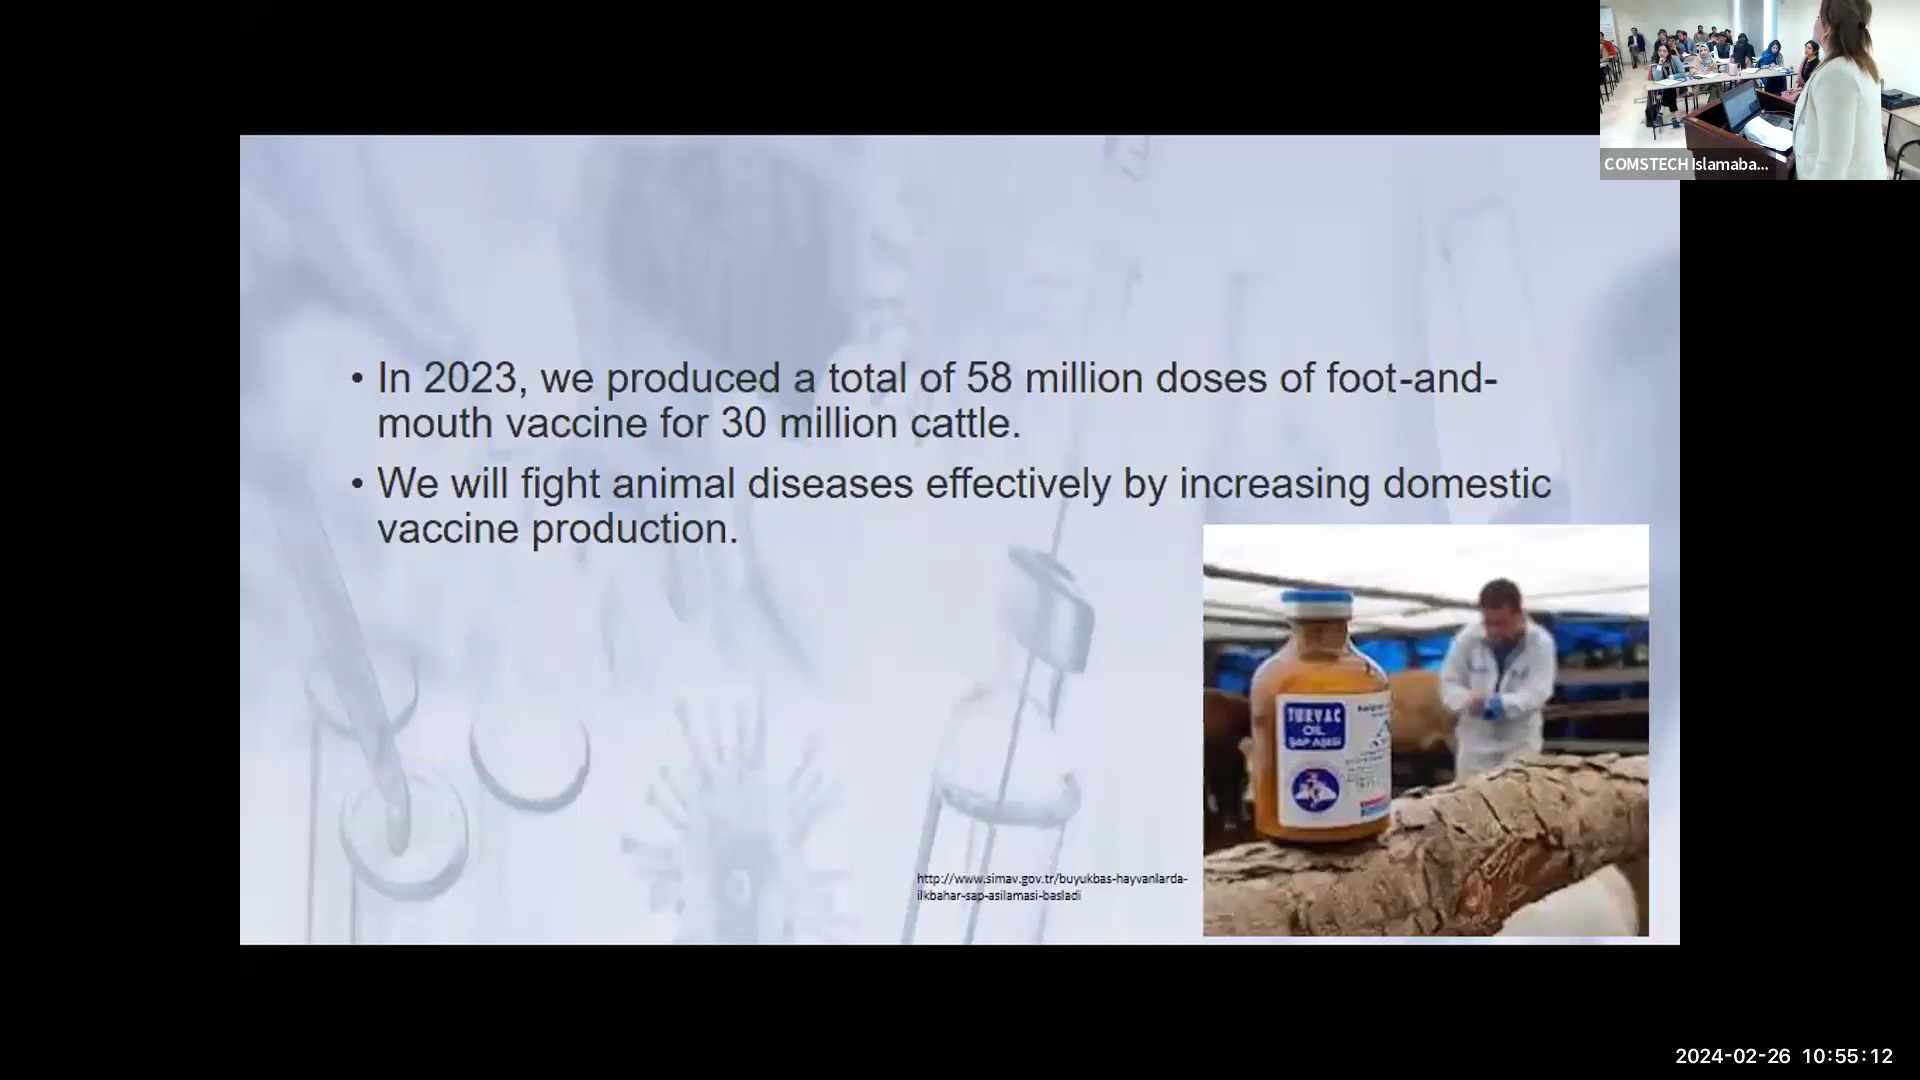 COMSTECH Islamaba...
• In 2023, we produced a total of 58 million doses of foot-and-
mouth vaccine for 30 million cattle.
• We will fight animal diseases effectively by increasing domestic
vaccine production.
TURVAC
OIL
ŞAP AŞISI
http://www.simav.gov.tr/buyukbas-hayvanlarda-
ilkbahar-sap-asilamasi-basladi
2024-02-26 10:55:12